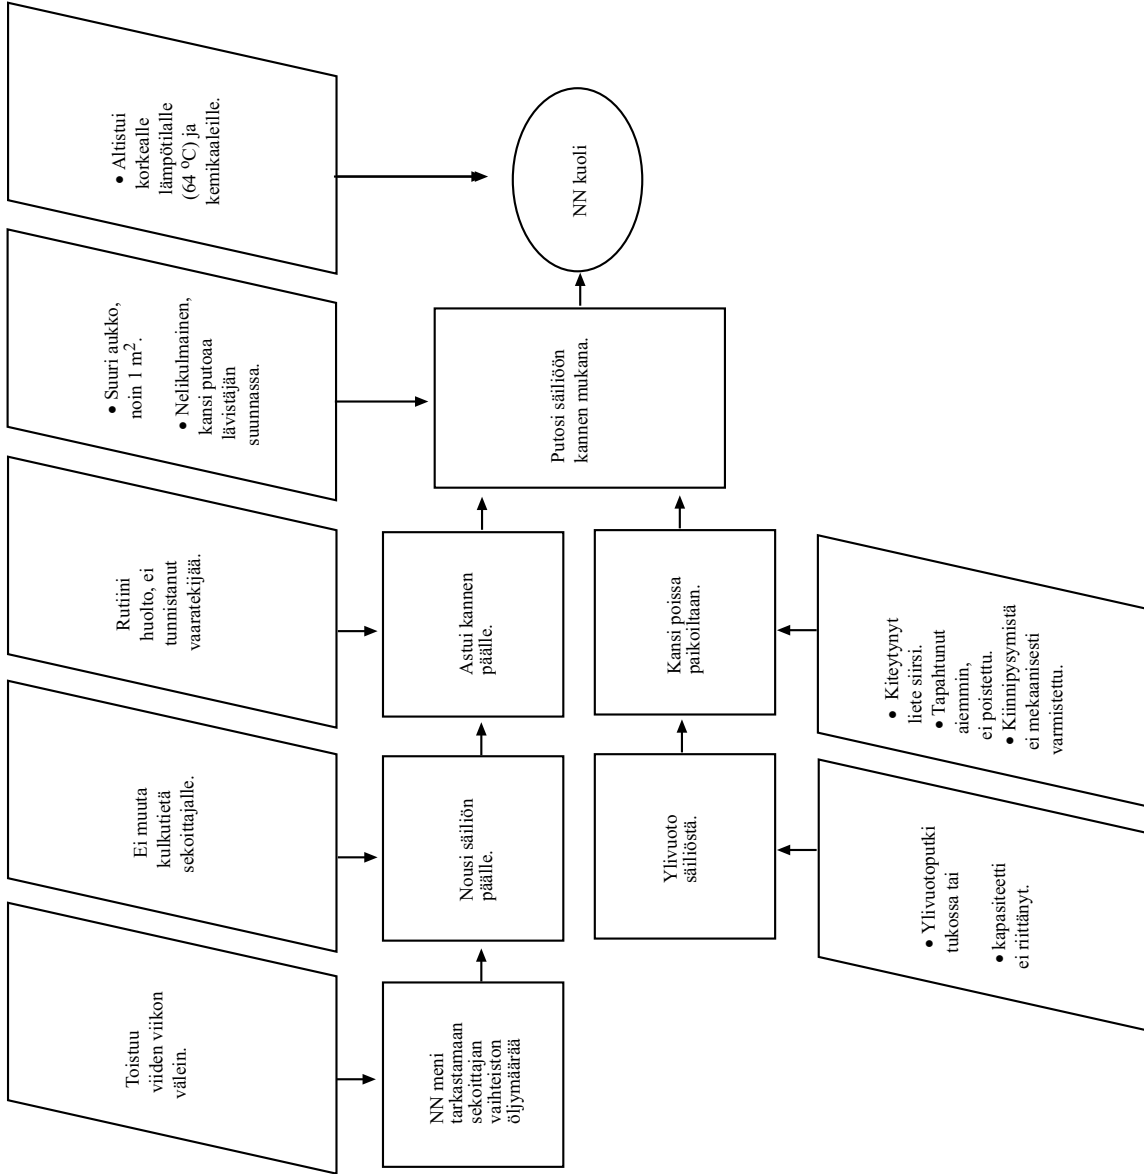 Toistuu
viiden viikon
välein.
Ei muuta
kulkutietä
sekoittajalle.
Rutiini
huolto, ei
tunnistanut
vaaratekijää.
• Suuri aukko,
noin 1 m².
• Nelikulmainen,
kansi putoaa
lävistäjän
suunnassa.
• Altistui
korkealle
lämpötilalle
(64 ºC) ja
kemikaaleille.
NN meni
tarkastamaan
sekoittajan
vaihteiston
öljymäärää
Nousi säiliön
päälle.
Astui kannen
päälle.
Putosi säiliöön
kannen mukana.
NN kuoli
Ylivuoto
säiliöstä.
Kansi poissa
paikoiltaan.
• Ylivuotoputki
tukossa tai
• kapasiteetti
ei riittänyt.
• Kiteytynyt
liete siirsi.
• Tapahtunut
aiemmin,
ei poistettu.
• Kiinnipysymistä
ei mekaanisesti
varmistettu.